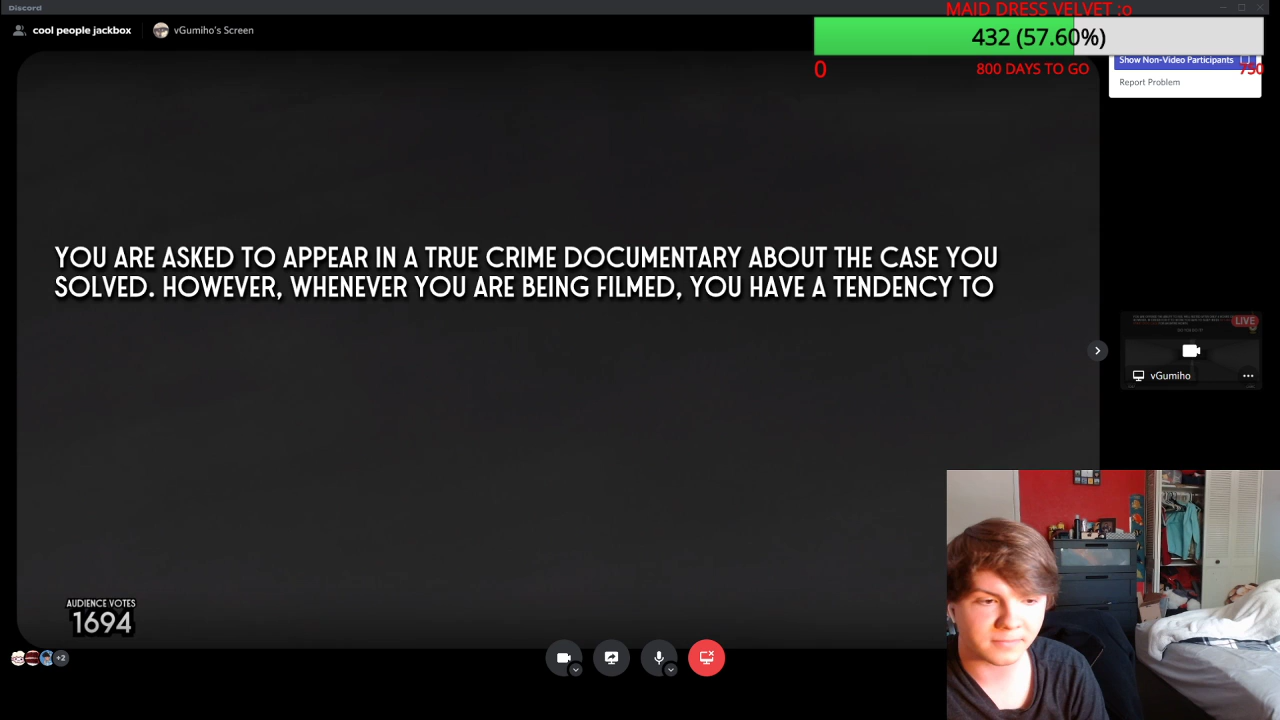 Discord
cool people jackbox
vGumiho's Screen
MAID DRESS VELVET :o
432 (57.60%)
0
800 DAYS TO GO
750
Show Non-Video Participants
Report Problem
YOU ARE ASKED TO APPEAR IN A TRUE CRIME DOCUMENTARY ABOUT THE CASE YOU
SOLVED. HOWEVER, WHENEVER YOU ARE BEING FILMED, YOU HAVE A TENDENCY TO
LIVE
vGumiho
AUDIENCE VOTES
1694
+2